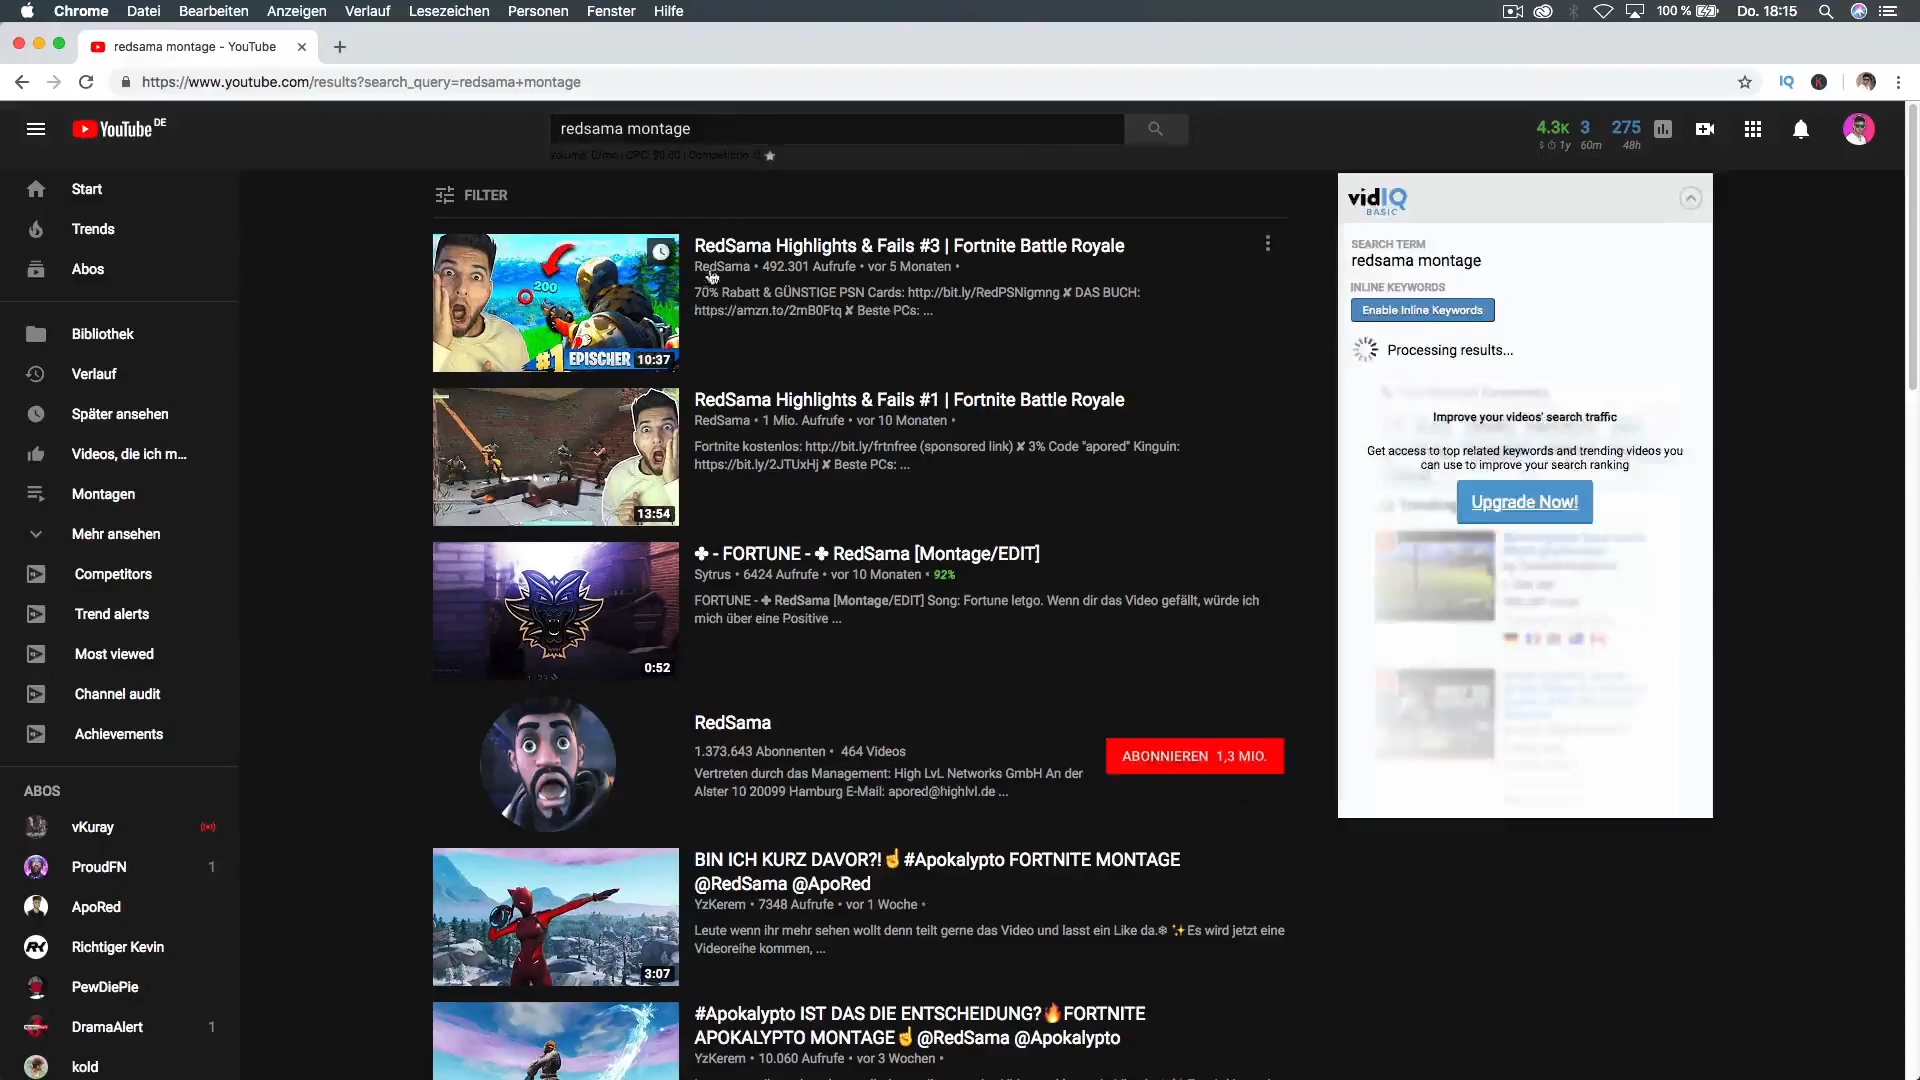 Chrome Datei Bearbeiten Anzeigen Verlauf Lesezeichen Personen Fenster Hilfe 100 % Do. 18:15
redsama montage - YouTube
https://www.youtube.com/results?search_query=redsama+montage
YouTube DE
redsama montage
4.3K 3 275
1y 60m 48h
Start
Trends
Abos
Bibliothek
Verlauf
Später ansehen
Videos, die ich m...
Montagen
Mehr ansehen
Competitors
Trend alerts
Most viewed
Channel audit
Achievements
ABOS
vKuray
ProudFN 1
ApoRed
Richtiger Kevin
PewDiePie
DramaAlert 1
kold
FILTER
200
#1 EPISCHER 10:37
RedSama Highlights & Fails #3 | Fortnite Battle Royale
RedSama • 492.301 Aufrufe • vor 5 Monaten •
70% Rabatt & GÜNSTIGE PSN Cards: http://bit.ly/RedPSNigmng ✘ DAS BUCH:
https://amzn.to/2mB0Ftq ✘ Beste PCs: ...
13:54
RedSama Highlights & Fails #1 | Fortnite Battle Royale
RedSama • 1 Mio. Aufrufe • vor 10 Monaten •
Fortnite kostenlos: http://bit.ly/frtnfree (sponsored link) ✘ 3% Code "apored" Kinguin:
https://bit.ly/2JTUxHj ✘ Beste PCs: ...
0:52
✤ - FORTUNE - ✤ RedSama [Montage/EDIT]
Sytrus • 6424 Aufrufe • vor 10 Monaten • 92%
FORTUNE - ✤ RedSama [Montage/EDIT] Song: Fortune letgo. Wenn dir das Video gefällt, würde ich
mich über eine Positive ...
RedSama
1.373.643 Abonnenten • 464 Videos
Vertreten durch das Management: High LvL Networks GmbH An der
Alster 10 20099 Hamburg E-Mail: apored@highlvl.de ...
ABONNIEREN 1,3 MIO.
3:07
BIN ICH KURZ DAVOR?!☝#Apokalypto FORTNITE MONTAGE
@RedSama @ApoRed
YzKerem • 7348 Aufrufe • vor 1 Woche •
Leute wenn ihr mehr sehen wollt denn teilt gerne das Video und lasst ein Like da.❄ ✨Es wird jetzt eine
Videoreihe kommen, ...
#Apokalypto IST DAS DIE ENTSCHEIDUNG?🔥FORTNITE
APOKALYPTO MONTAGE☝@RedSama @Apokalypto
YzKerem • 10.060 Aufrufe • vor 3 Wochen •
vidIQ
BASIC
SEARCH TERM
redsama montage
INLINE KEYWORDS
Enable Inline Keywords
Processing results...
Improve your videos' search traffic
Get access to top related keywords and trending videos you
can use to improve your search ranking
Upgrade Now!